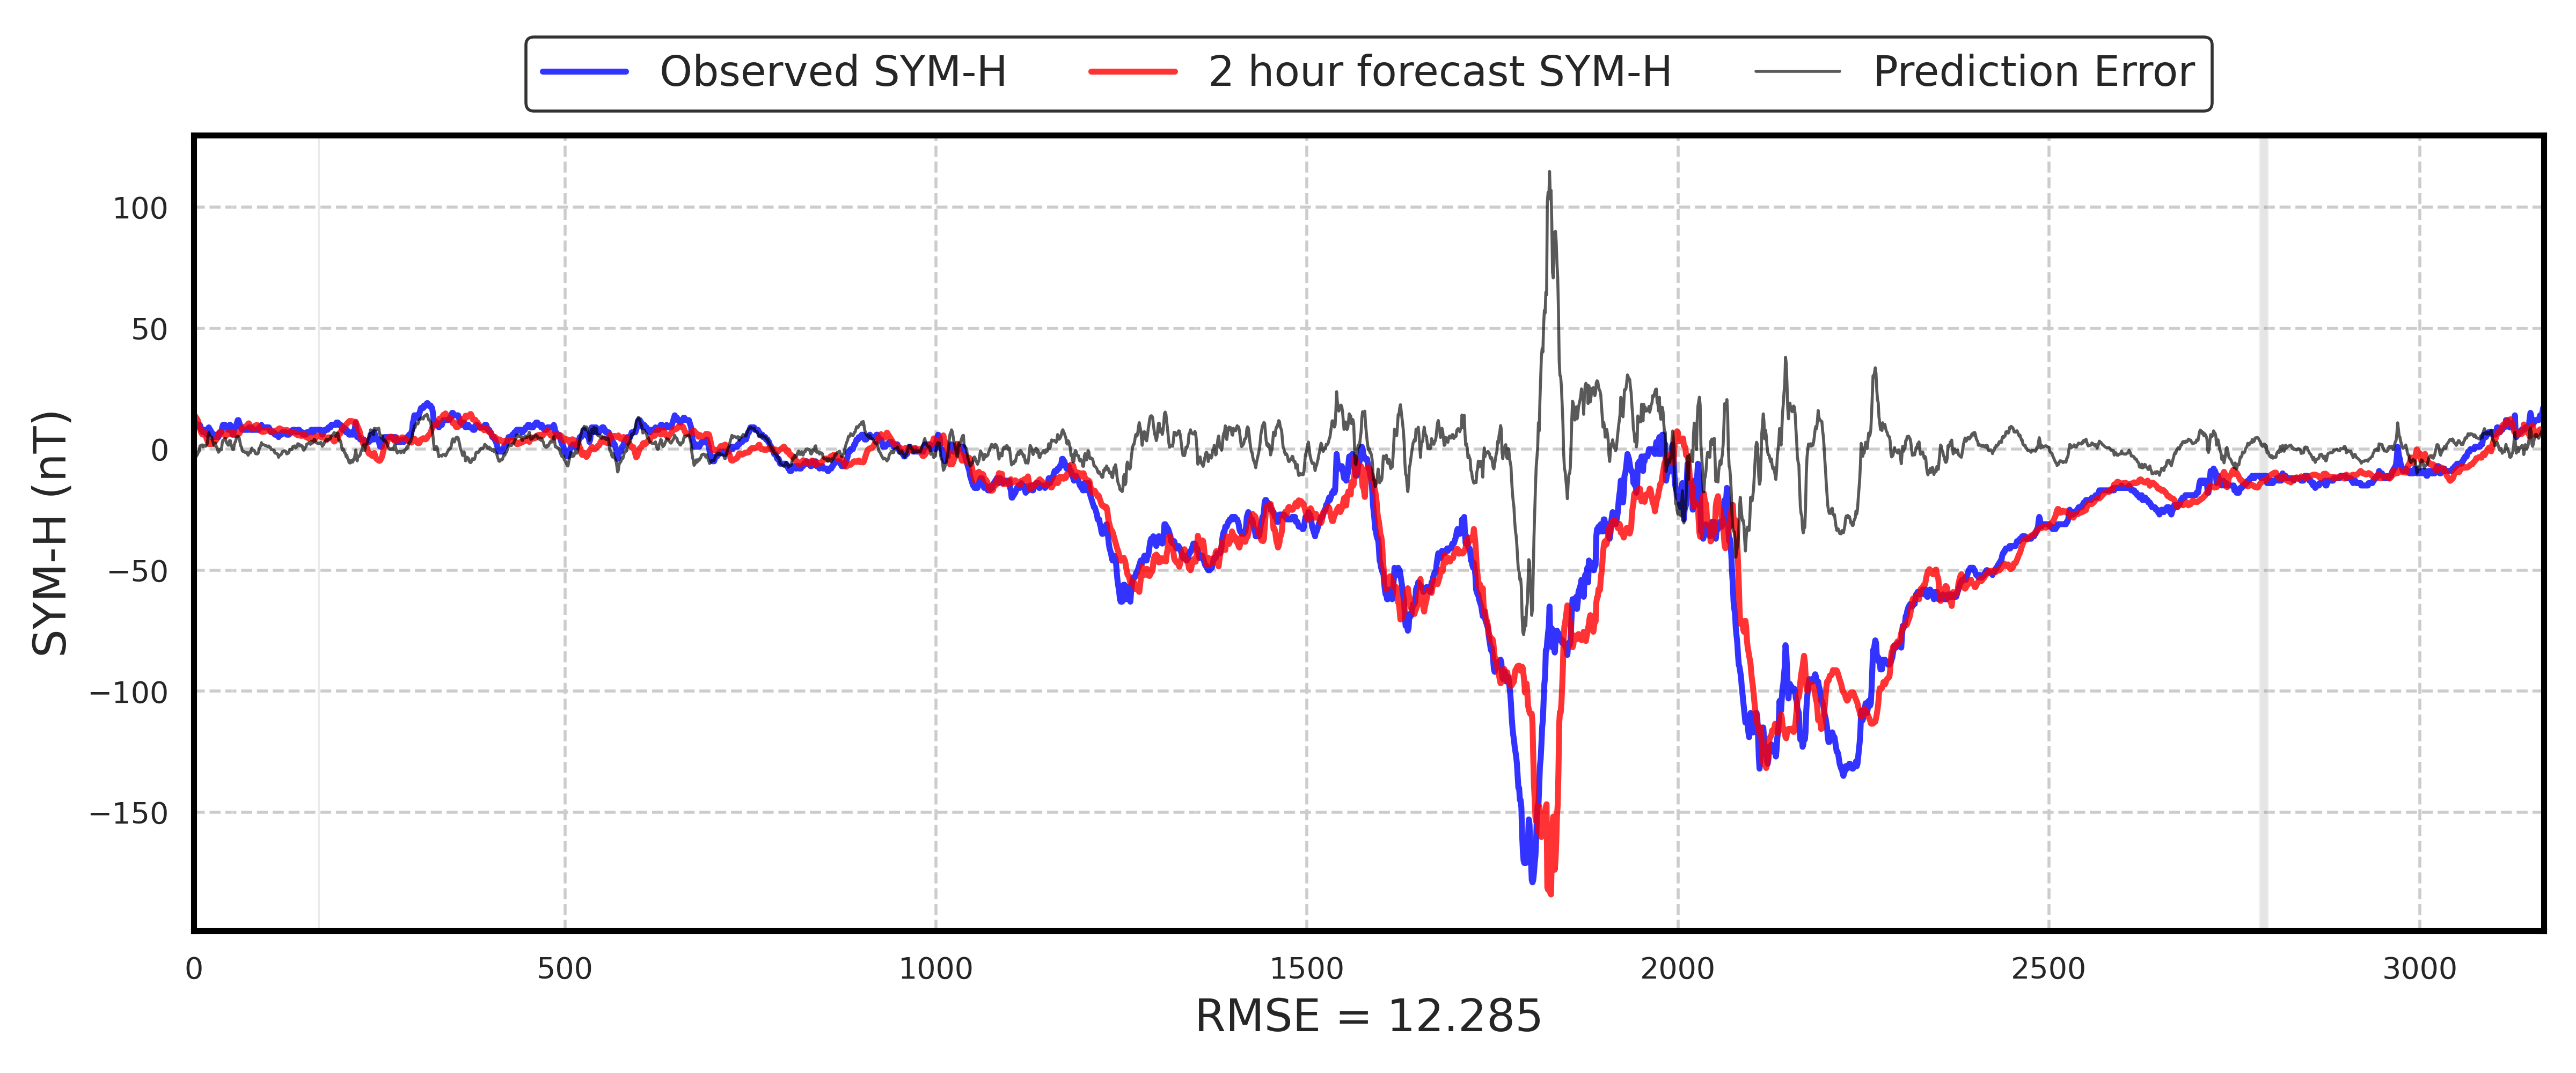 Observed SYM-H 2 hour forecast SYM-H Prediction Error
SYM-H (nT)
100
50
0
−50
−100
−150
0 500 1000 1500 2000 2500 3000
RMSE = 12.285